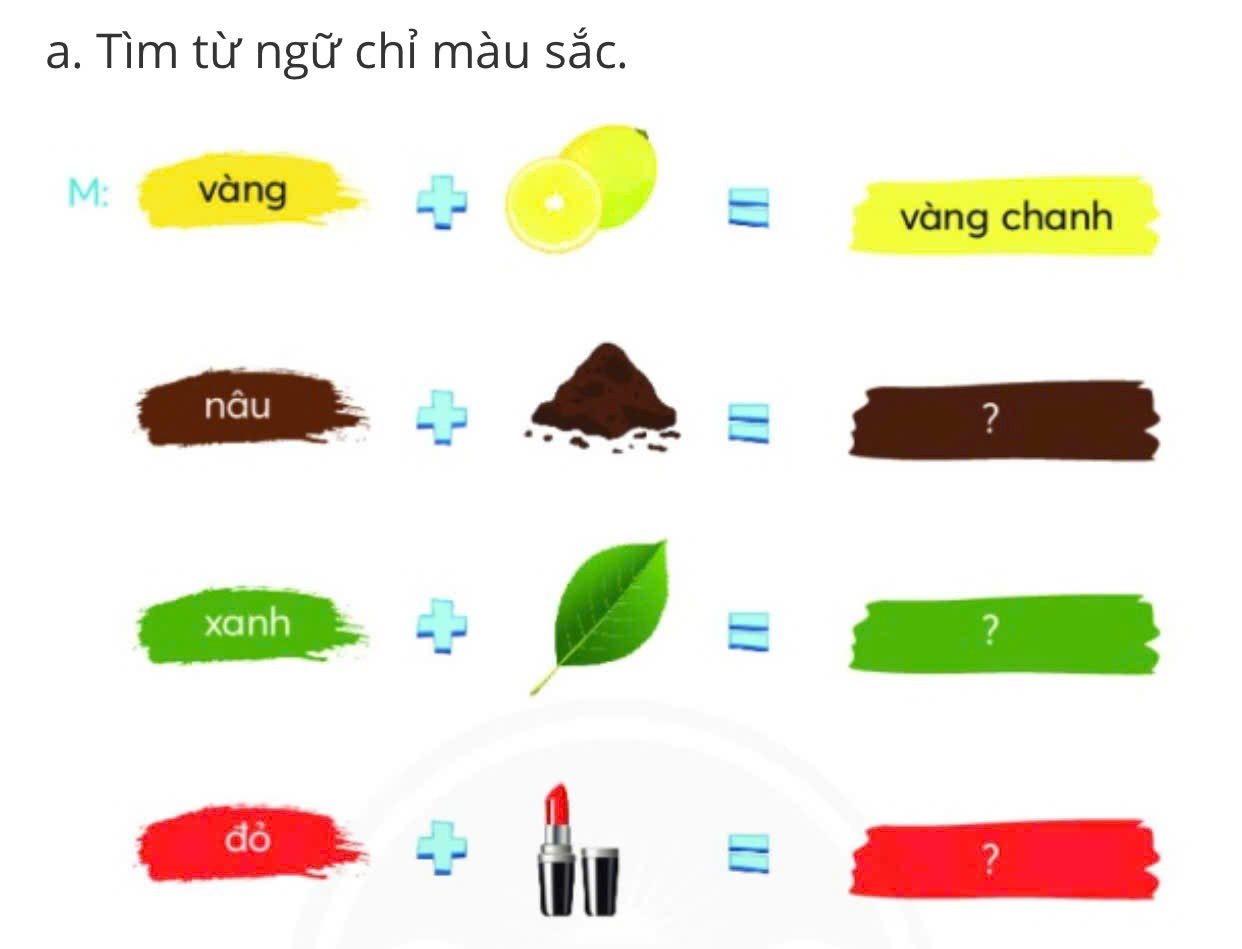 a. Tìm từ ngữ chỉ màu sắc.
M: vàng + = vàng chanh
nâu + = ?
xanh + = ?
đỏ + = ?